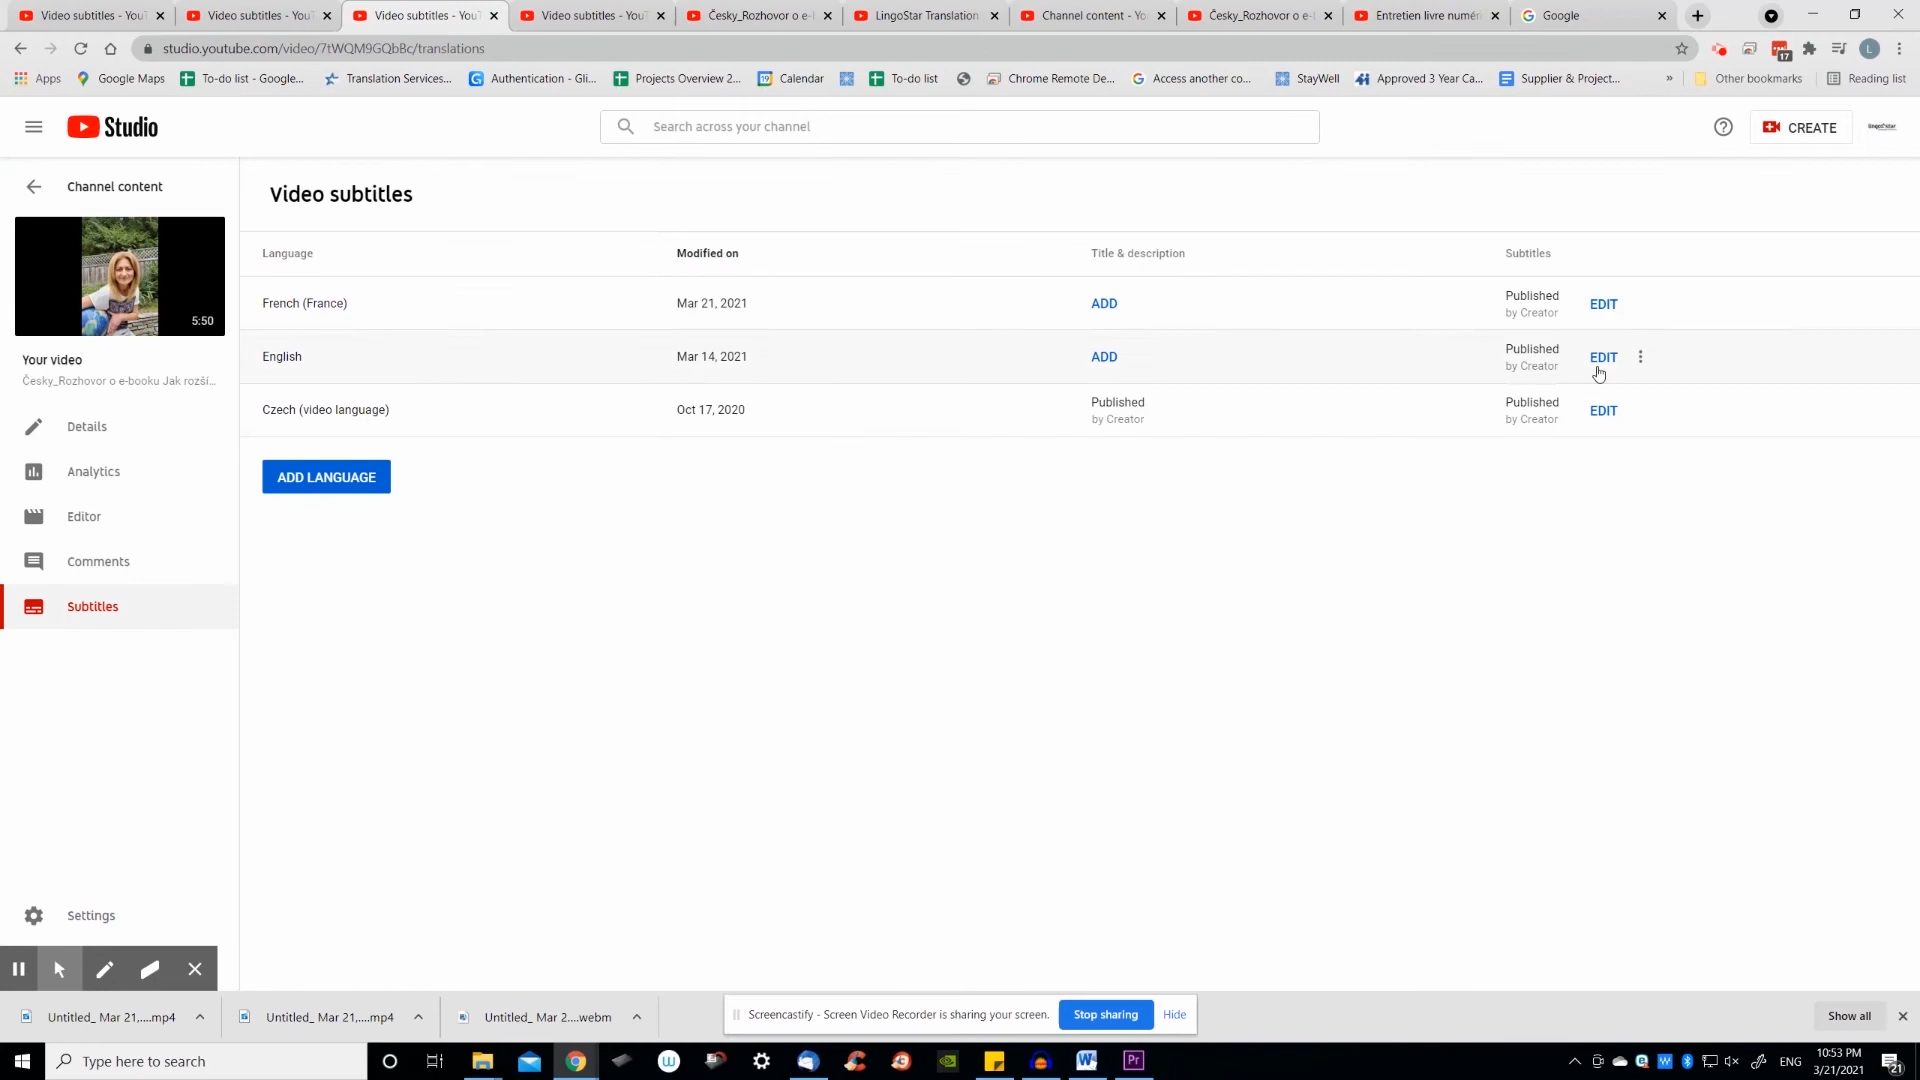 Video subtitles - YouT
Video subtitles - YouT
Video subtitles - YouT
Video subtitles - YouT
Česky_Rozhovor o e-
LingoStar Translation
Channel content - Yo
Česky_Rozhovor o e-
Entretien livre numéri
Google
studio.youtube.com/video/7tWQM9GQbBc/translations
17
L
Apps
Google Maps
To-do list - Google...
Translation Services...
Authentication - Gli...
Projects Overview 2...
Calendar
To-do list
Chrome Remote De...
Access another co...
StayWell
Approved 3 Year Ca...
Supplier & Project...
»
Other bookmarks
Reading list
Studio
Search across your channel
CREATE
Channel content
5:50
Your video
Česky_Rozhovor o e-booku Jak rozší...
Details
Analytics
Editor
Comments
Subtitles
Settings
Video subtitles
Language Modified on Title & description Subtitles
French (France) Mar 21, 2021 ADD Published by Creator EDIT
English Mar 14, 2021 ADD Published by Creator EDIT
Czech (video language) Oct 17, 2020 Published by Creator Published by Creator EDIT
ADD LANGUAGE
Untitled_ Mar 21,....mp4
Untitled_ Mar 21,....mp4
Untitled_ Mar 2....webm
Screencastify - Screen Video Recorder is sharing your screen.
Stop sharing
Hide
Show all
Type here to search
ENG
10:53 PM
3/21/2021
21